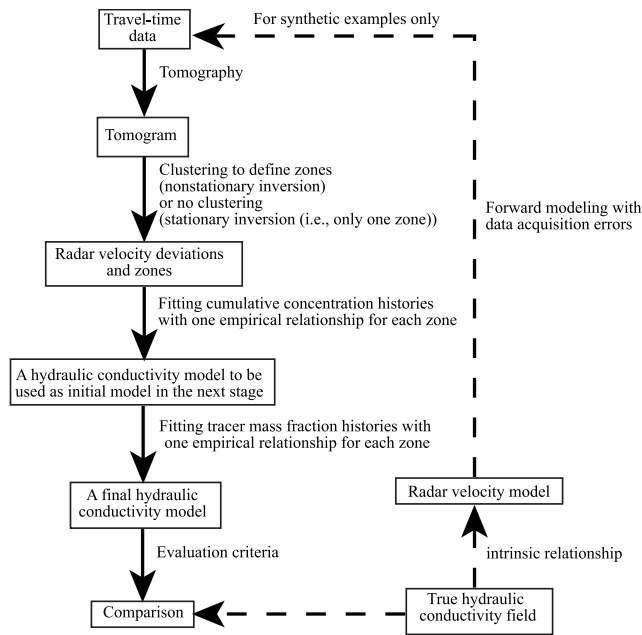 Travel-time
data
For synthetic examples only
Tomography
Tomogram
Clustering to define zones
(nonstationary inversion)
or no clustering
(stationary inversion (i.e., only one zone))
Forward modeling with
data acquisition errors
Radar velocity deviations
and zones
Fitting cumulative concentration histories
with one empirical relationship for each zone
A hydraulic conductivity model to be
used as initial model in the next stage
Fitting tracer mass fraction histories with
one empirical relationship for each zone
A final hydraulic
conductivity model
Radar velocity model
Evaluation criteria
intrinsic relationship
Comparison
True hydraulic
conductivity field